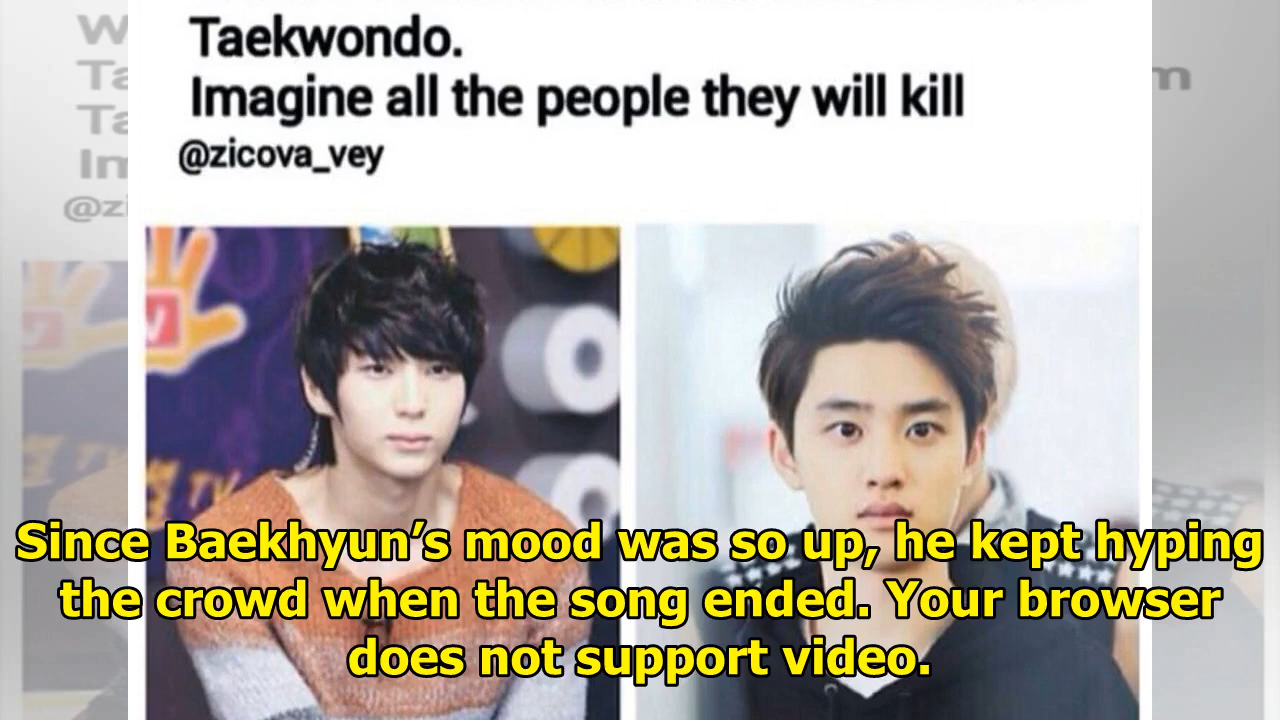 Taekwondo.
Imagine all the people they will kill
@zicova_vey
Since Baekhyun’s mood was so up, he kept hyping
the crowd when the song ended. Your browser
does not support video.